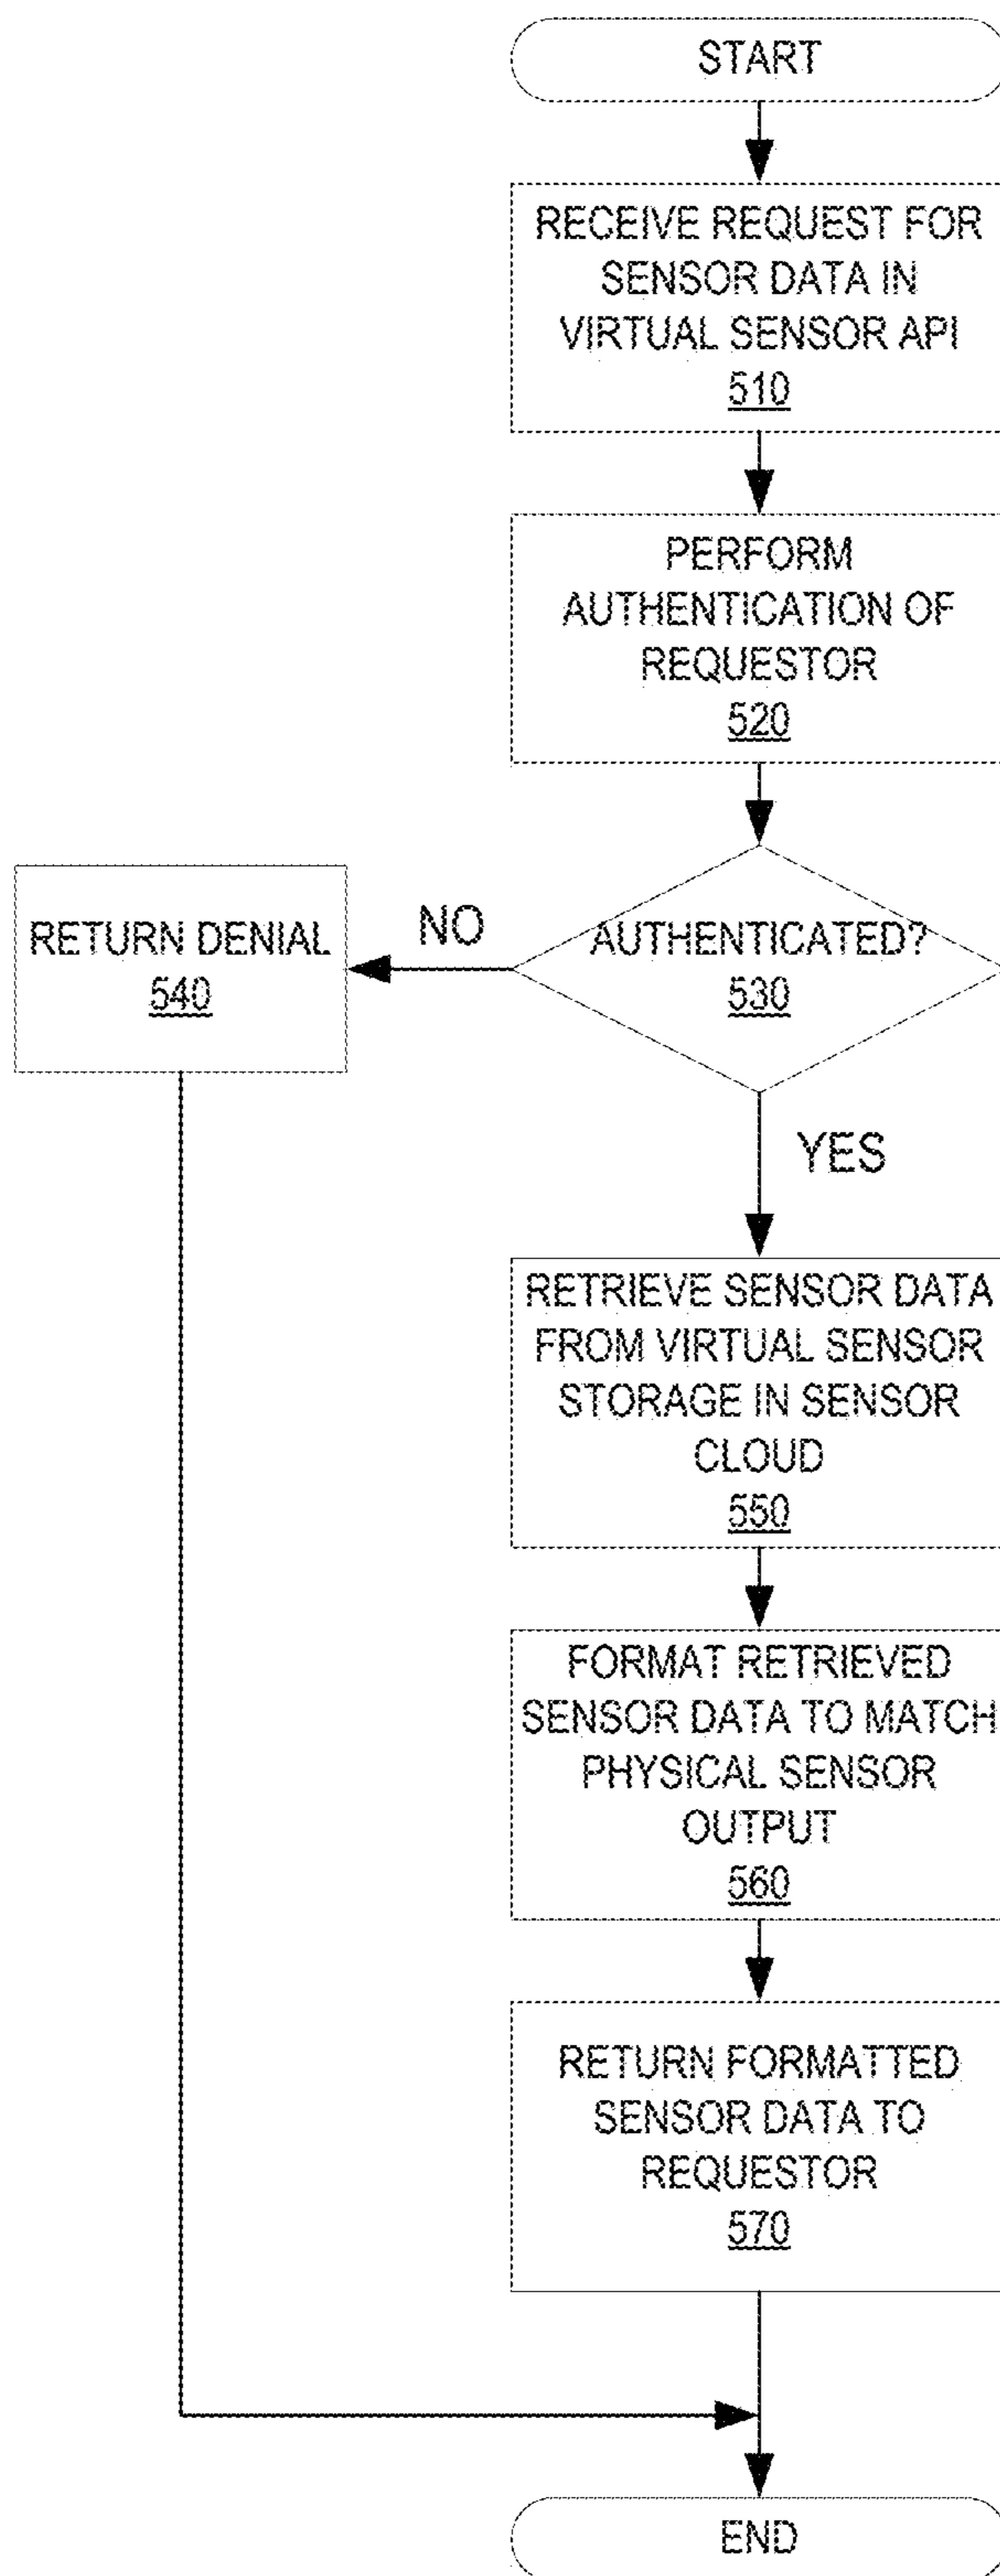 START
RECEIVE REQUEST FOR
SENSOR DATA IN
VIRTUAL SENSOR API
510
PERFORM
AUTHENTICATION OF
REQUESTOR
520
AUTHENTICATED?
530
NO
RETURN DENIAL
540
YES
RETRIEVE SENSOR DATA
FROM VIRTUAL SENSOR
STORAGE IN SENSOR
CLOUD
550
FORMAT RETRIEVED
SENSOR DATA TO MATCH
PHYSICAL SENSOR
OUTPUT
560
RETURN FORMATTED
SENSOR DATA TO
REQUESTOR
570
END